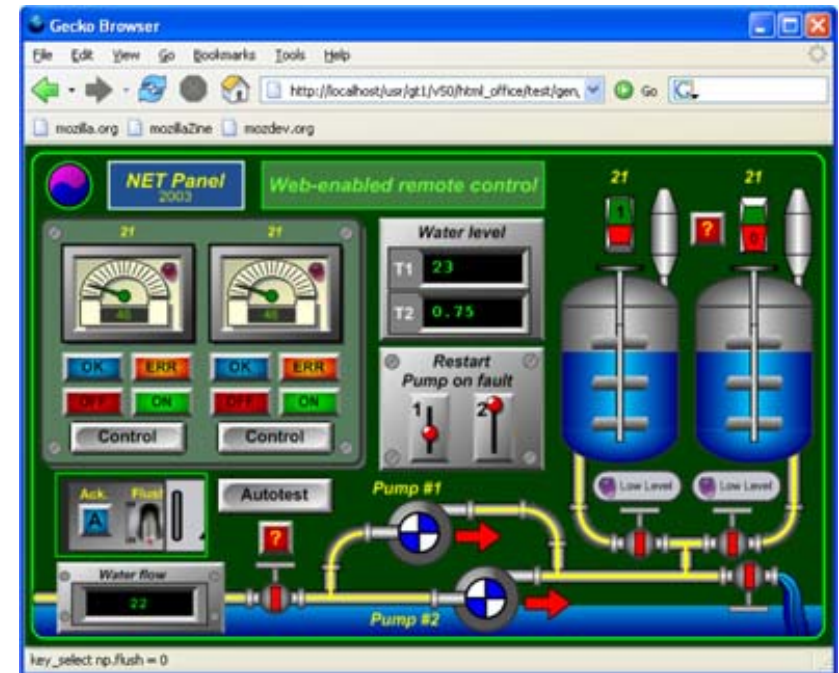 Gecko Browser
File Edit View Go Bookmarks Tools Help
http://localhost/usr/gt1/v50/html_office/test/gen, Go G
mozilla.org mozillaZine mozdev.org
NET Panel
2003
Web-enabled remote control
21
21
1
?
0
21
21
46
46
Water level
T1 23
T2 0.75
OK ERR OK ERR
OFF ON OFF ON
Control Control
Restart
Pump on fault
1 2
Low Level Low Level
Ack. Flush
A
Autotest
?
Pump #1
Water flow
22
Pump #2
key_select np.flush = 0